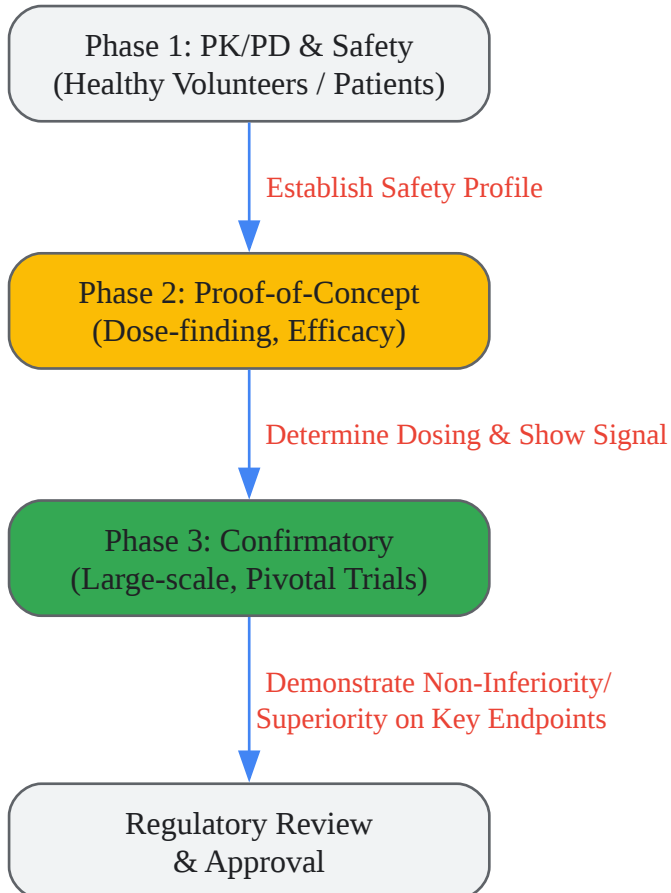 Phase 1: PK/PD & Safety
(Healthy Volunteers / Patients)
Establish Safety Profile
Phase 2: Proof-of-Concept
(Dose-finding, Efficacy)
Determine Dosing & Show Signal
Phase 3: Confirmatory
(Large-scale, Pivotal Trials)
Demonstrate Non-Inferiority/
Superiority on Key Endpoints
Regulatory Review
& Approval